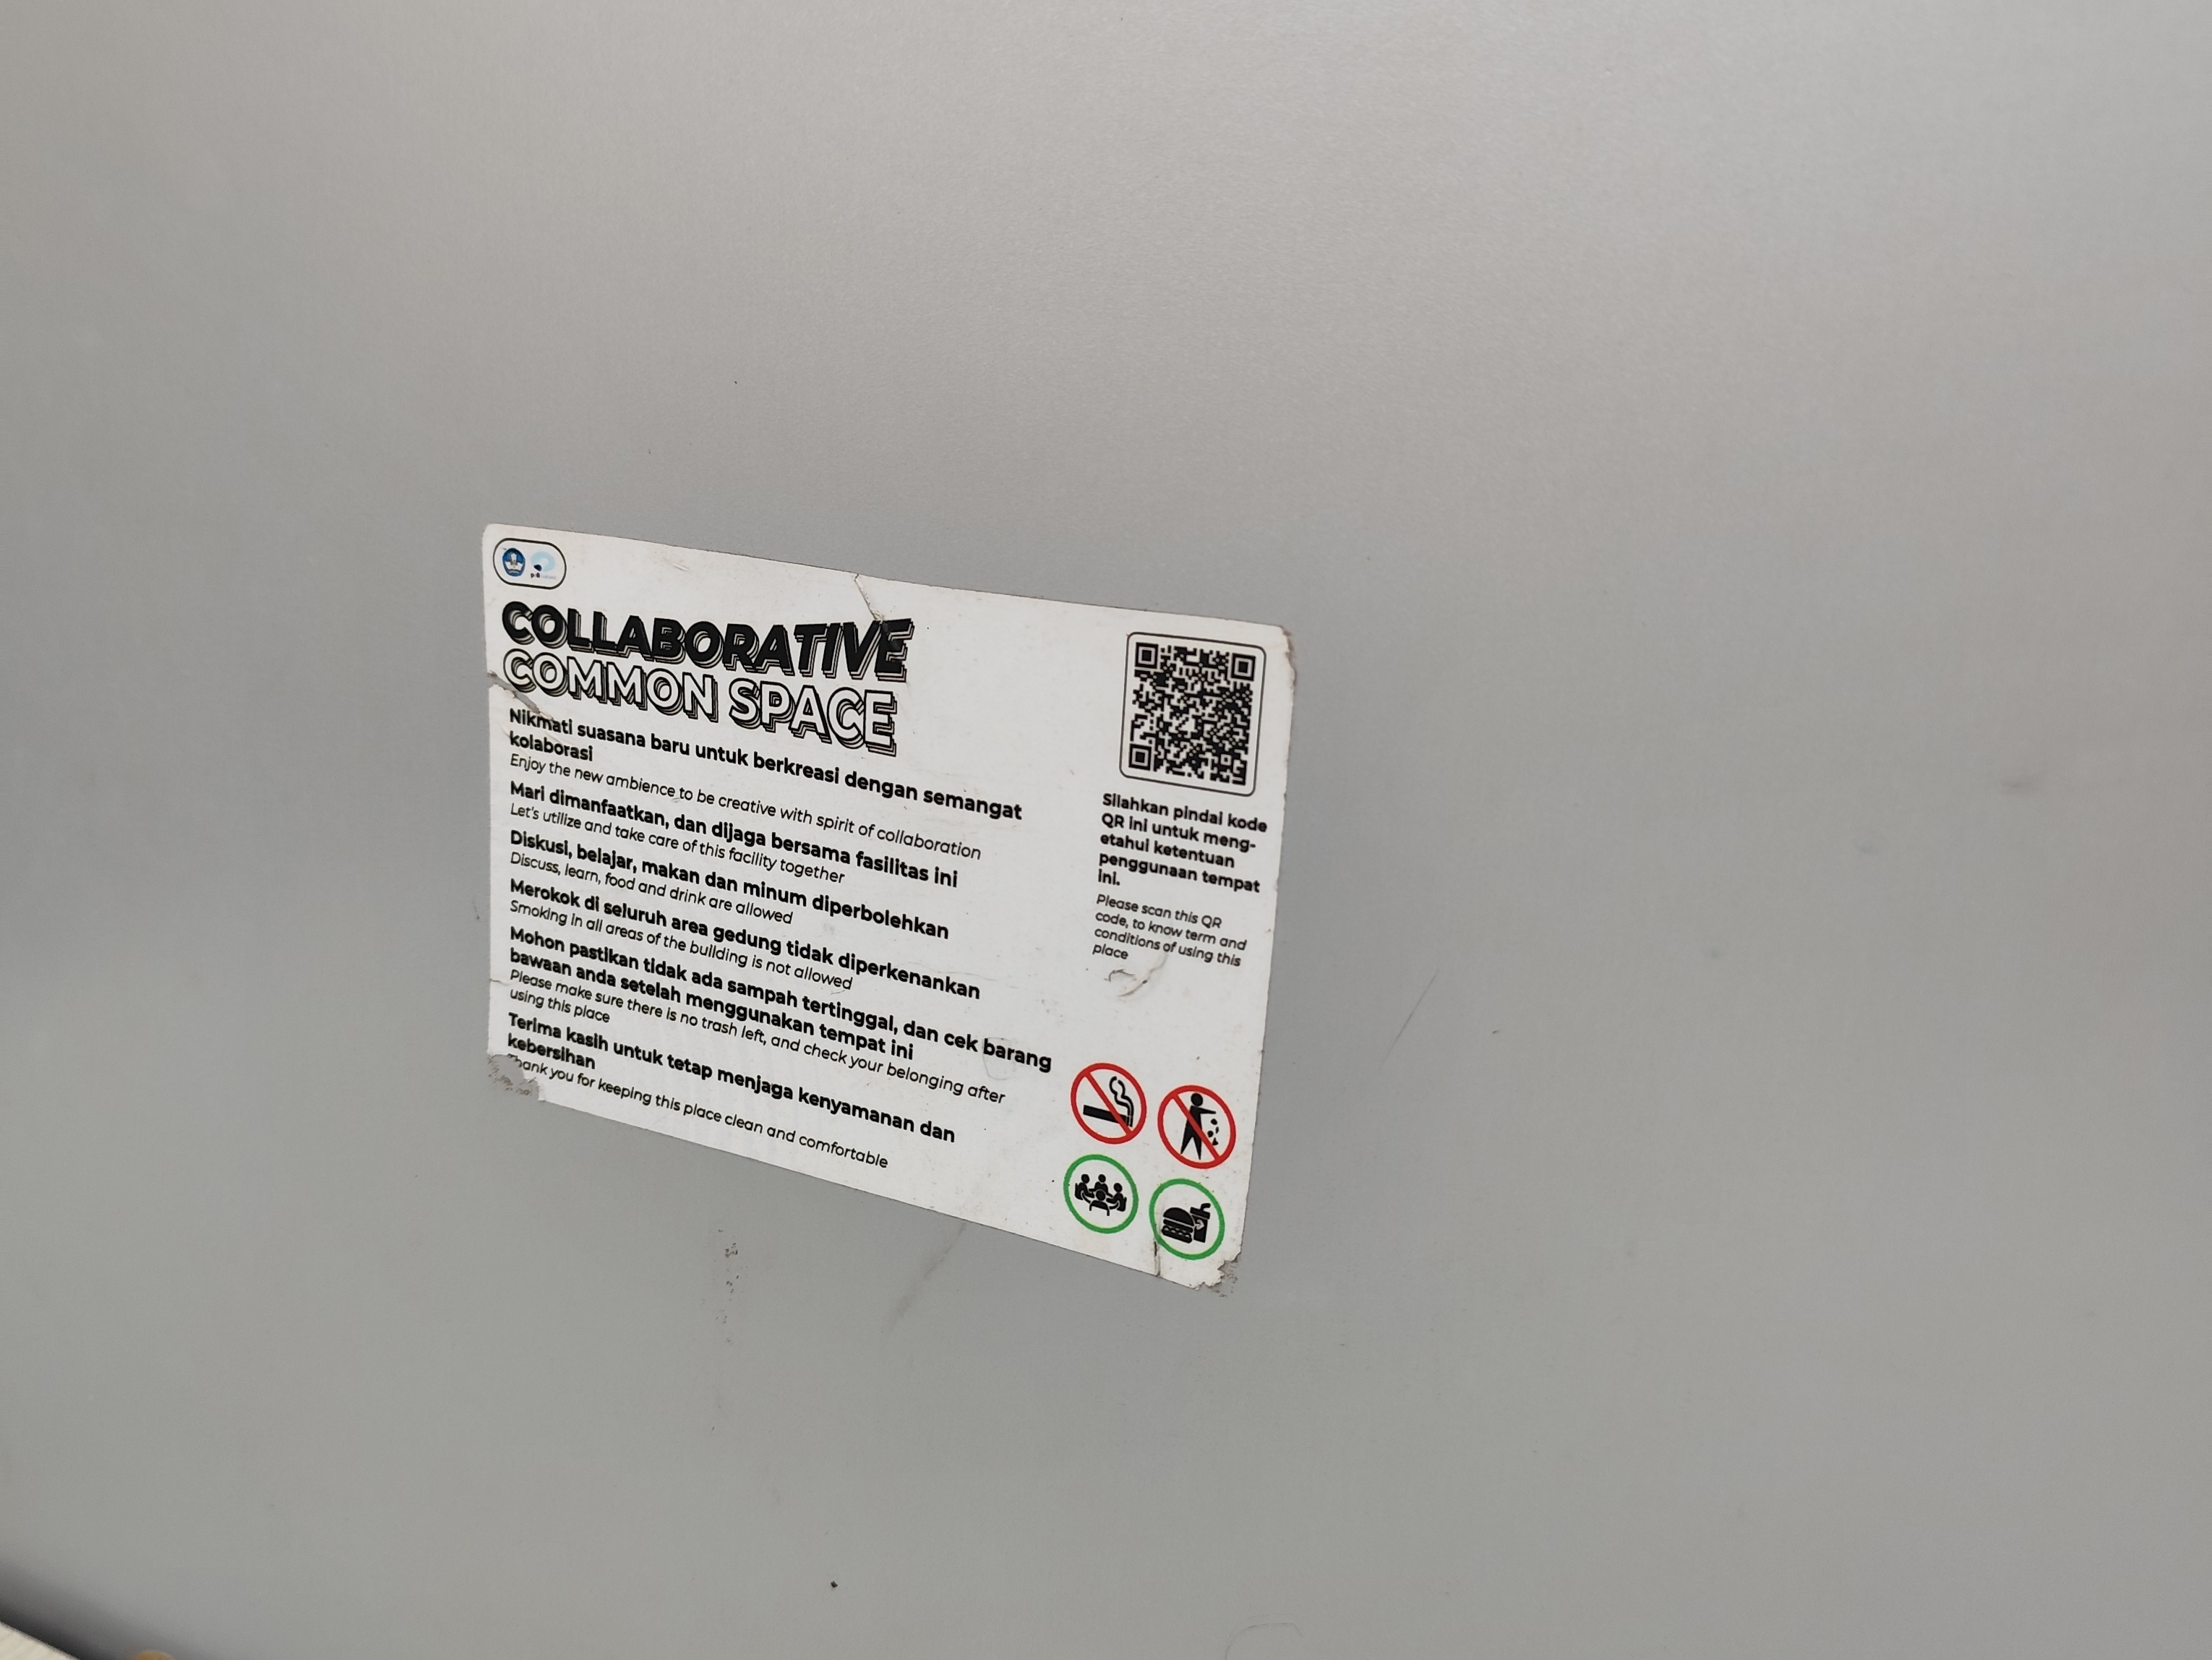 COLLABORATIVE
COMMON SPACE
Nikmati suasana baru untuk berkreasi dengan semangat
kolaborasi
Enjoy the new ambience to be creative with spirit of collaboration
Mari dimanfaatkan, dan dijaga bersama fasilitas ini
Let's utilize and take care of this facility together
Diskusi, belajar, makan dan minum diperbolehkan
Discuss, learn, food and drink are allowed
Merokok di seluruh area gedung tidak diperkenankan
Smoking in all areas of the building is not allowed
Mohon pastikan tidak ada sampah tertinggal, dan cek barang
bawaan anda setelah menggunakan tempat ini
Please make sure there is no trash left, and check your belonging after
using this place
Terima kasih untuk tetap menjaga kenyamanan dan
kebersihan
Thank you for keeping this place clean and comfortable
Silahkan pindai kode
QR ini untuk meng-
etahui ketentuan
penggunaan tempat
ini.
Please scan this QR
code, to know term and
conditions of using this
place